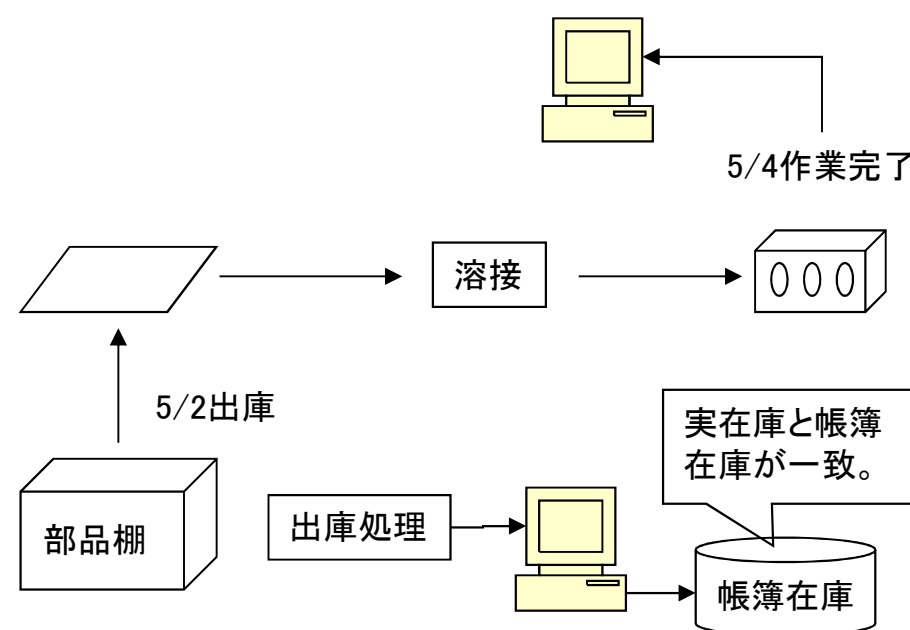 5/4作業完了
溶接
5/2出庫
実在庫と帳簿
在庫が一致。
部品棚
出庫処理
帳簿在庫